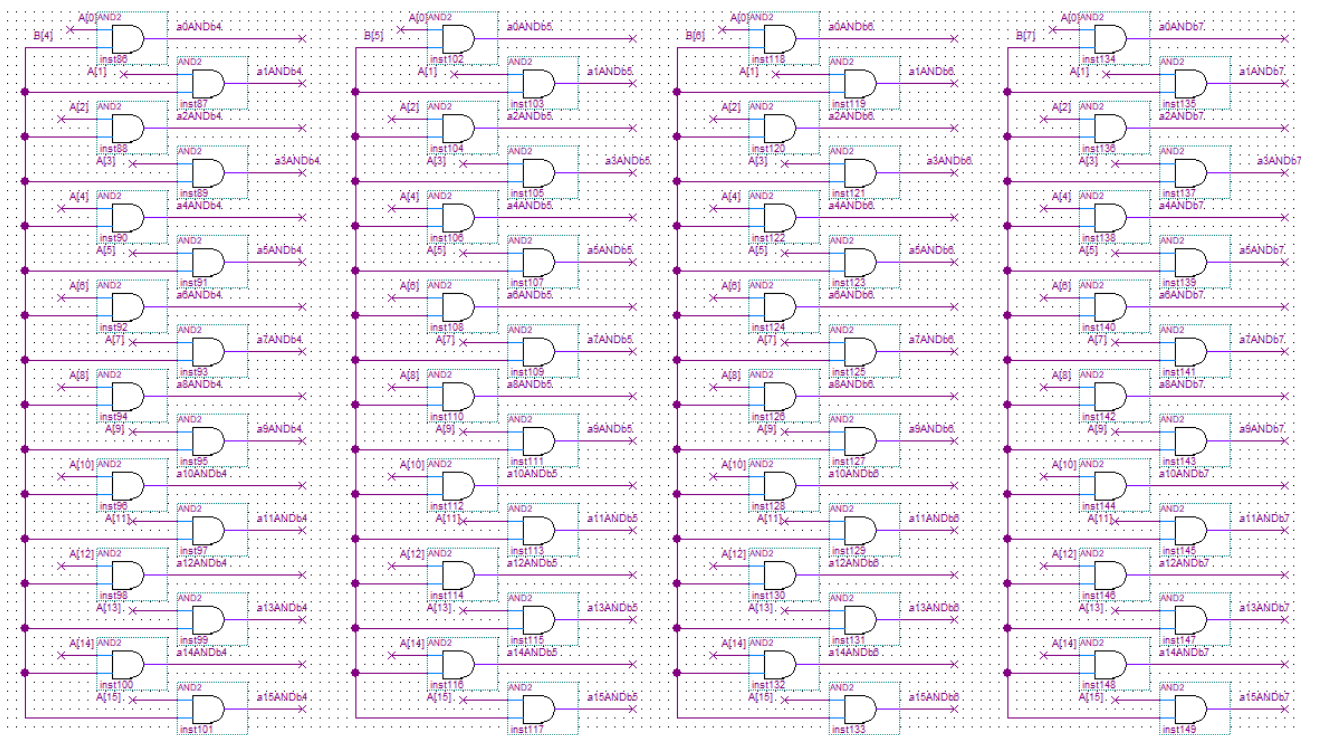 A[0] AND2 a0ANDb4
B[4]
inst86
AND2
A[1] a1ANDb4
inst87
A[2] AND2 a2ANDb4
inst88
AND2
A[3] a3ANDb4
inst89
A[4] AND2 a4ANDb4
inst90
AND2
A[5] a5ANDb4
inst91
A[6] AND2 a6ANDb4
inst92
AND2
A[7] a7ANDb4
inst93
A[8] AND2 a8ANDb4
inst94
AND2
A[9] a9ANDb4
inst95
A[10] AND2 a10ANDb4
inst96
AND2
A[11] a11ANDb4
inst97
A[12] AND2 a12ANDb4
inst98
AND2
A[13] a13ANDb4
inst99
A[14] AND2 a14ANDb4
inst100
AND2
A[15] a15ANDb4
inst101
A[0] AND2 a0ANDb5
B[5]
inst102
AND2
A[1] a1ANDb5
inst103
A[2] AND2 a2ANDb5
inst104
AND2
A[3] a3ANDb5
inst105
A[4] AND2 a4ANDb5
inst106
AND2
A[5] a5ANDb5
inst107
A[6] AND2 a6ANDb5
inst108
AND2
A[7] a7ANDb5
inst109
A[8] AND2 a8ANDb5
inst110
AND2
A[9] a9ANDb5
inst111
A[10] AND2 a10ANDb5
inst112
AND2
A[11] a11ANDb5
inst113
A[12] AND2 a12ANDb5
inst114
AND2
A[13] a13ANDb5
inst115
A[14] AND2 a14ANDb5
inst116
AND2
A[15] a15ANDb5
inst117
A[0] AND2 a0ANDb6
B[6]
inst118
AND2
A[1] a1ANDb6
inst119
A[2] AND2 a2ANDb6
inst120
AND2
A[3] a3ANDb6
inst121
A[4] AND2 a4ANDb6
inst122
AND2
A[5] a5ANDb6
inst123
A[6] AND2 a6ANDb6
inst124
AND2
A[7] a7ANDb6
inst125
A[8] AND2 a8ANDb6
inst126
AND2
A[9] a9ANDb6
inst127
A[10] AND2 a10ANDb6
inst128
AND2
A[11] a11ANDb6
inst129
A[12] AND2 a12ANDb6
inst130
AND2
A[13] a13ANDb6
inst131
A[14] AND2 a14ANDb6
inst132
AND2
A[15] a15ANDb6
inst133
A[0] AND2 a0ANDb7
B[7]
inst134
AND2
A[1] a1ANDb7
inst135
A[2] AND2 a2ANDb7
inst136
AND2
A[3] a3ANDb7
inst137
A[4] AND2 a4ANDb7
inst138
AND2
A[5] a5ANDb7
inst139
A[6] AND2 a6ANDb7
inst140
AND2
A[7] a7ANDb7
inst141
A[8] AND2 a8ANDb7
inst142
AND2
A[9] a9ANDb7
inst143
A[10] AND2 a10ANDb7
inst144
AND2
A[11] a11ANDb7
inst145
A[12] AND2 a12ANDb7
inst146
AND2
A[13] a13ANDb7
inst147
A[14] AND2 a14ANDb7
inst148
AND2
A[15] a15ANDb7
inst149